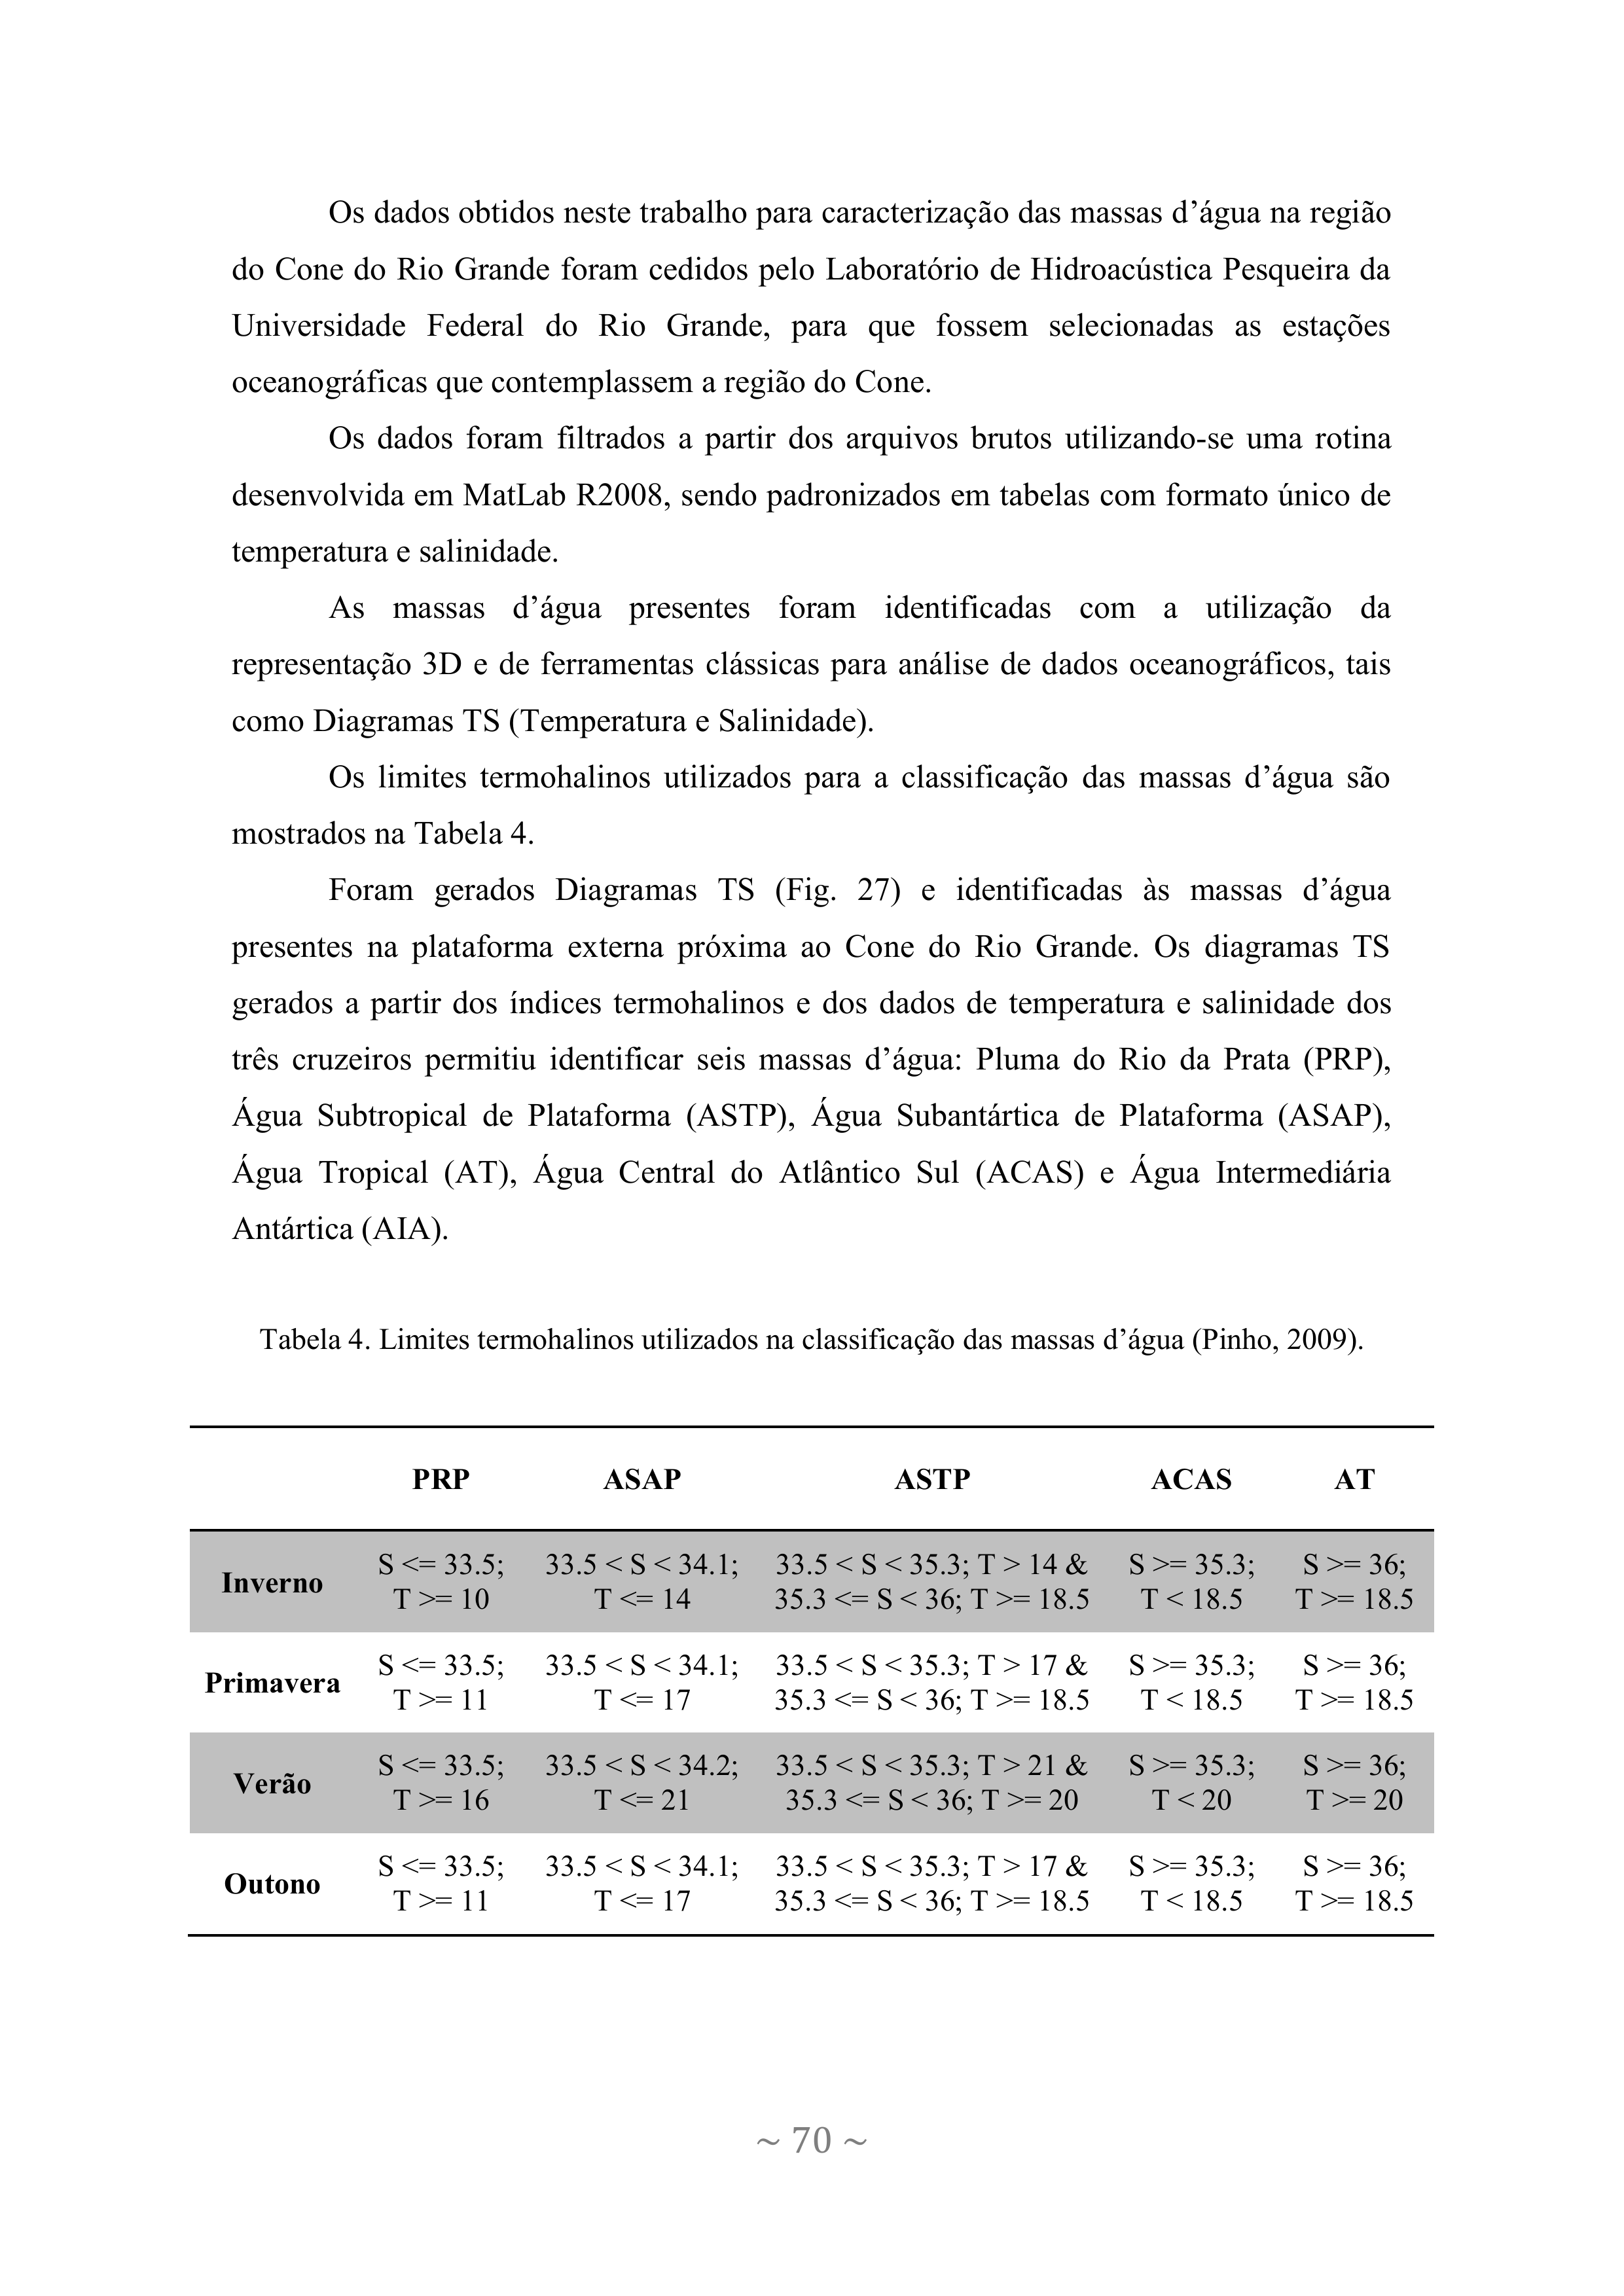 Os dados obtidos neste trabalho para caracterização das massas d’água na região
do Cone do Rio Grande foram cedidos pelo Laboratório de Hidroacústica Pesqueira da
Universidade Federal do Rio Grande, para que fossem selecionadas as estações
oceanográficas que contemplassem a região do Cone.
Os dados foram filtrados a partir dos arquivos brutos utilizando-se uma rotina
desenvolvida em MatLab R2008, sendo padronizados em tabelas com formato único de
temperatura e salinidade.
As massas d’água presentes foram identificadas com a utilização da
representação 3D e de ferramentas clássicas para análise de dados oceanográficos, tais
como Diagramas TS (Temperatura e Salinidade).
Os limites termohalinos utilizados para a classificação das massas d’água são
mostrados na Tabela 4.
Foram gerados Diagramas TS (Fig. 27) e identificadas às massas d’água
presentes na plataforma externa próxima ao Cone do Rio Grande. Os diagramas TS
gerados a partir dos índices termohalinos e dos dados de temperatura e salinidade dos
três cruzeiros permitiu identificar seis massas d’água: Pluma do Rio da Prata (PRP),
Água Subtropical de Plataforma (ASTP), Água Subantártica de Plataforma (ASAP),
Água Tropical (AT), Água Central do Atlântico Sul (ACAS) e Água Intermediária
Antártica (AIA).
Tabela 4. Limites termohalinos utilizados na classificação das massas d’água (Pinho, 2009).
PRP ASAP ASTP ACAS AT
Inverno S <= 33.5; 33.5 < S < 34.1; 33.5 < S < 35.3; T > 14 & S >= 35.3; S >= 36;
T >= 10 T <= 14 35.3 <= S < 36; T >= 18.5 T < 18.5 T >= 18.5
Primavera S <= 33.5; 33.5 < S < 34.1; 33.5 < S < 35.3; T > 17 & S >= 35.3; S >= 36;
T >= 11 T <= 17 35.3 <= S < 36; T >= 18.5 T < 18.5 T >= 18.5
Verão S <= 33.5; 33.5 < S < 34.2; 33.5 < S < 35.3; T > 21 & S >= 35.3; S >= 36;
T >= 16 T <= 21 35.3 <= S < 36; T >= 20 T < 20 T >= 20
Outono S <= 33.5; 33.5 < S < 34.1; 33.5 < S < 35.3; T > 17 & S >= 35.3; S >= 36;
T >= 11 T <= 17 35.3 <= S < 36; T >= 18.5 T < 18.5 T >= 18.5
~ 70 ~